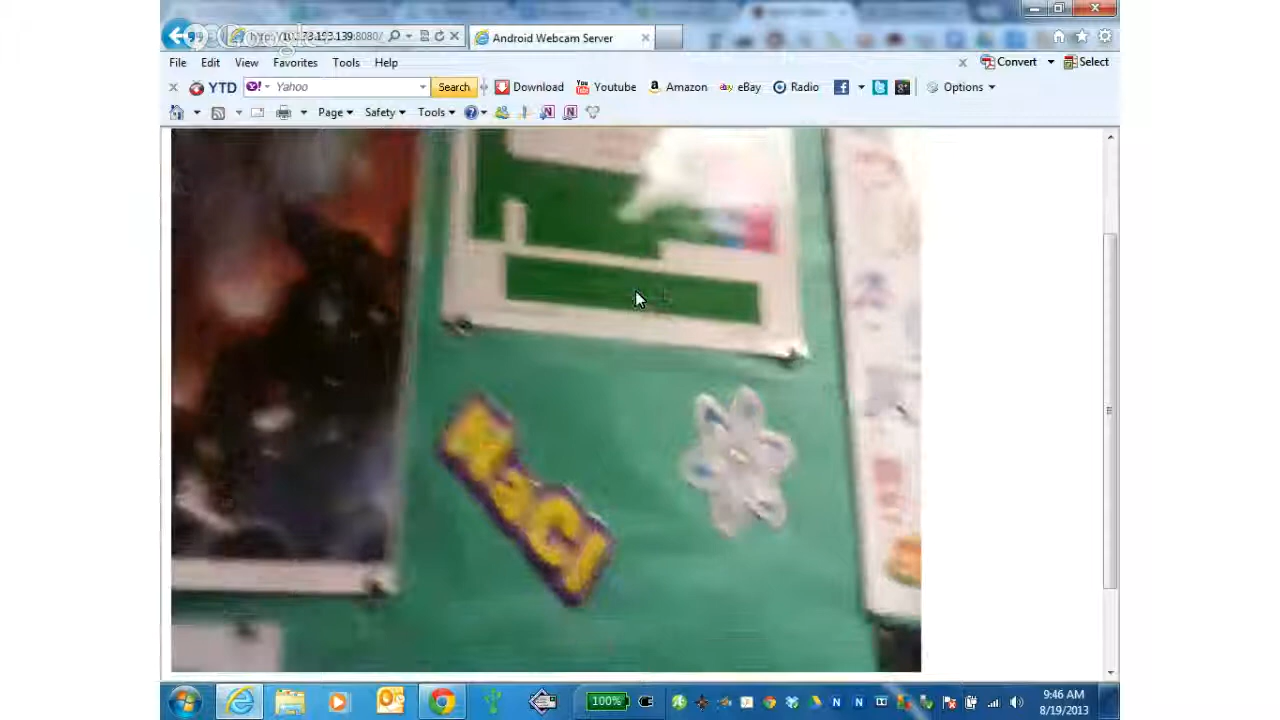 Google+
Android Webcam Server
File Edit View Favorites Tools Help
Convert Select
YTD Yahoo Search Download Youtube Amazon eBay Radio Options
Page Safety Tools
100%
9:46 AM
8/19/2013